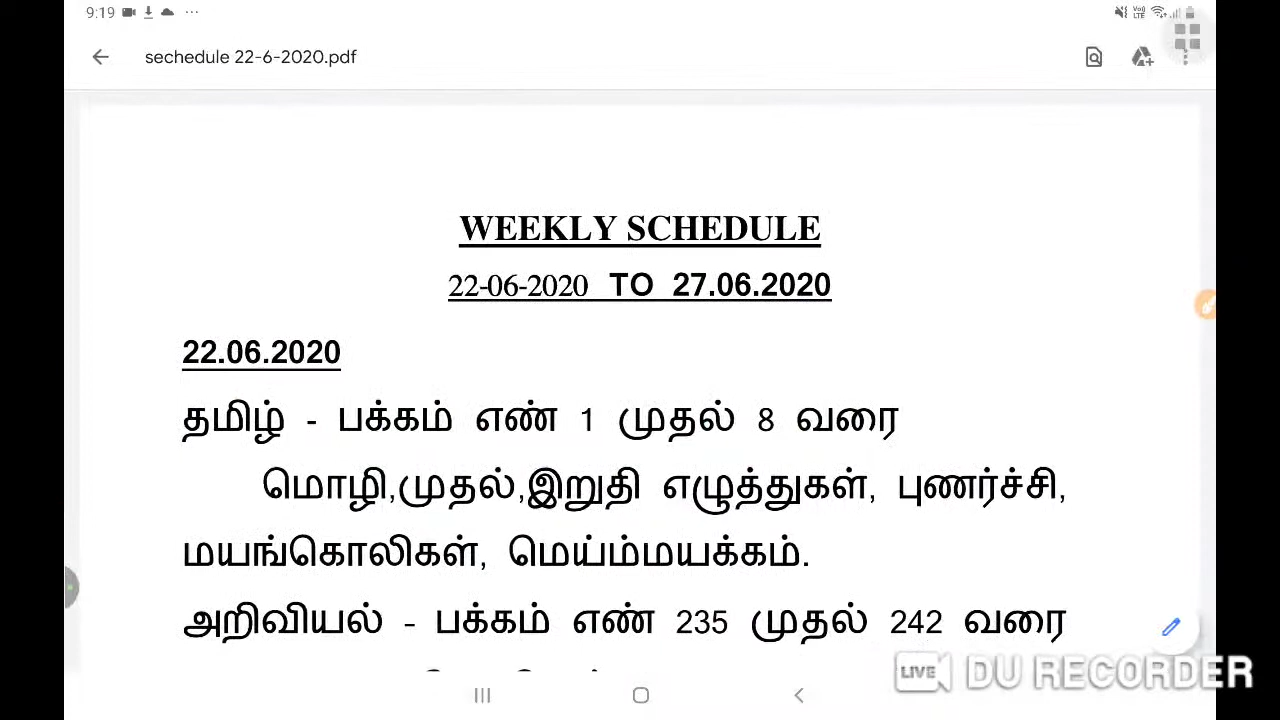 9:19
sechedule 22-6-2020.pdf
WEEKLY SCHEDULE
22-06-2020 TO 27.06.2020
22.06.2020
தமிழ் - பக்கம் எண் 1 முதல் 8 வரை
மொழி,முதல்,இறுதி எழுத்துகள், புணர்ச்சி,
மயங்கொலிகள், மெய்ம்மயக்கம்.
அறிவியல் - பக்கம் எண் 235 முதல் 242 வரை
LIVE DU RECORDER